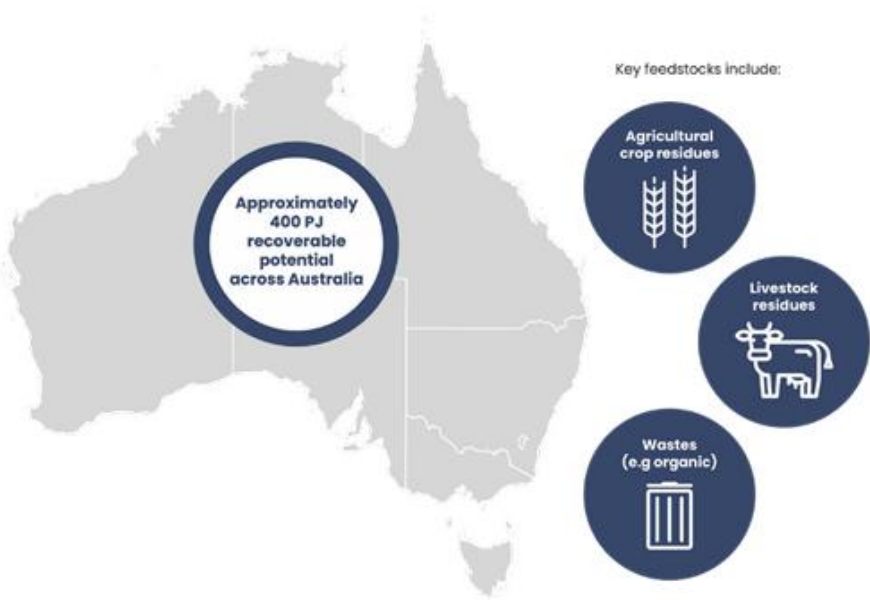 Key feedstocks include:
Approximately
400 PJ
recoverable
potential
across Australia
Agricultural
crop residues
Livestock
residues
Wastes
(e.g organic)